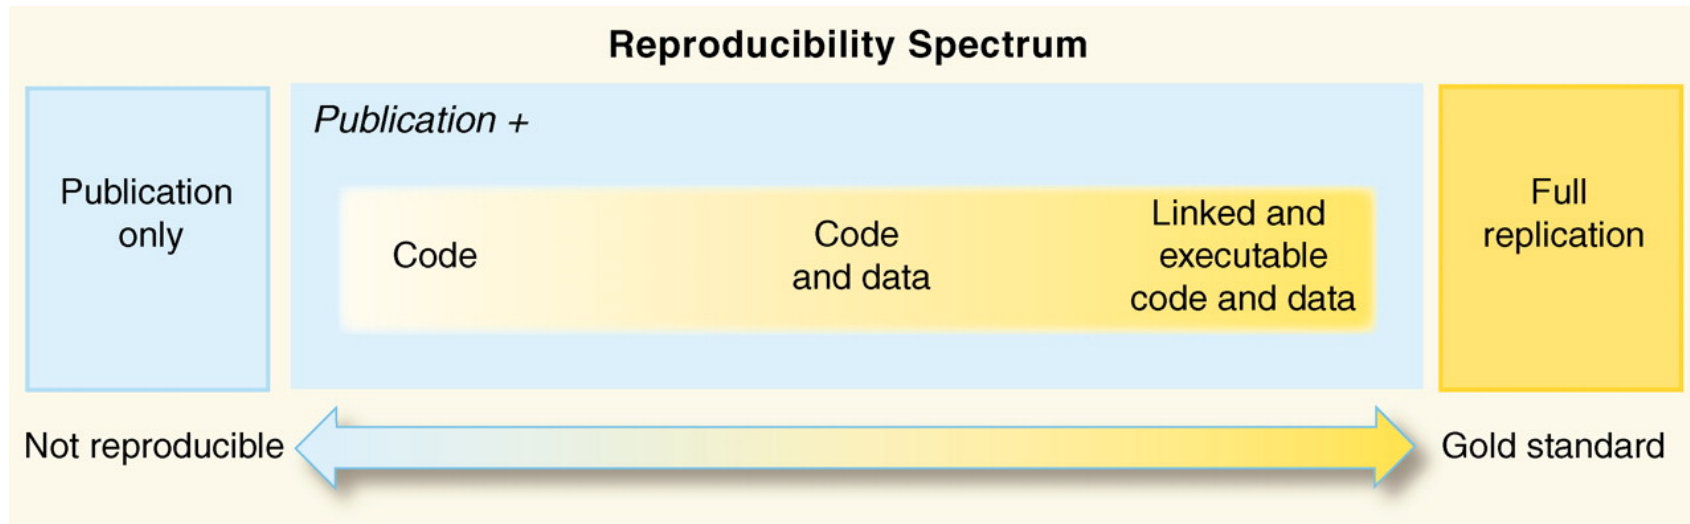 Reproducibility Spectrum
Publication
only
Publication +
Code
Code
and data
Linked and
executable
code and data
Full
replication
Not reproducible
Gold standard